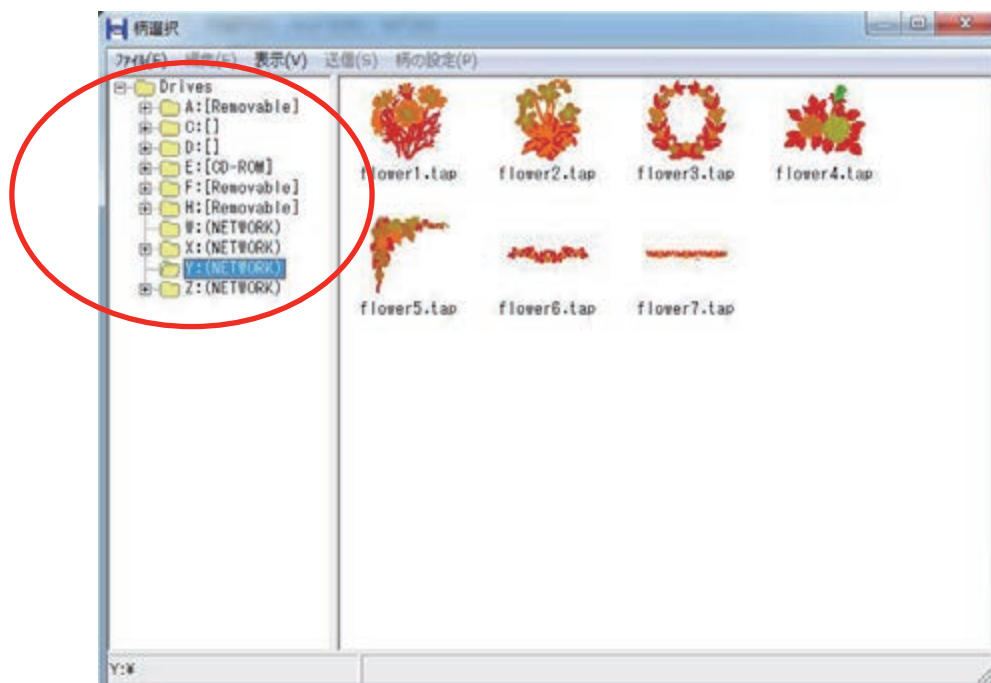 柄選択
ファイル(F) 編集(E) 表示(V) 送信(S) 柄の設定(P)
Drives
A:[Removable]
C:[]
D:[]
E:[CD-ROM]
F:[Removable]
H:[Removable]
W:(NETWORK)
X:(NETWORK)
Y:(NETWORK)
Z:(NETWORK)
flower1.tap flower2.tap flower3.tap flower4.tap
flower5.tap flower6.tap flower7.tap
Y:¥